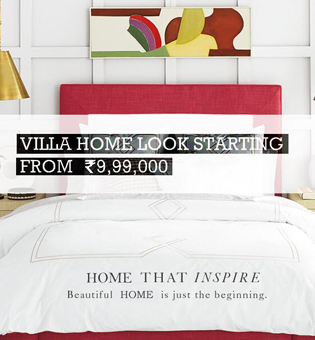 VILLA HOME LOOK STARTING
FROM ₹9,99,000
HOME THAT INSPIRE
Beautiful HOME is just the beginning.